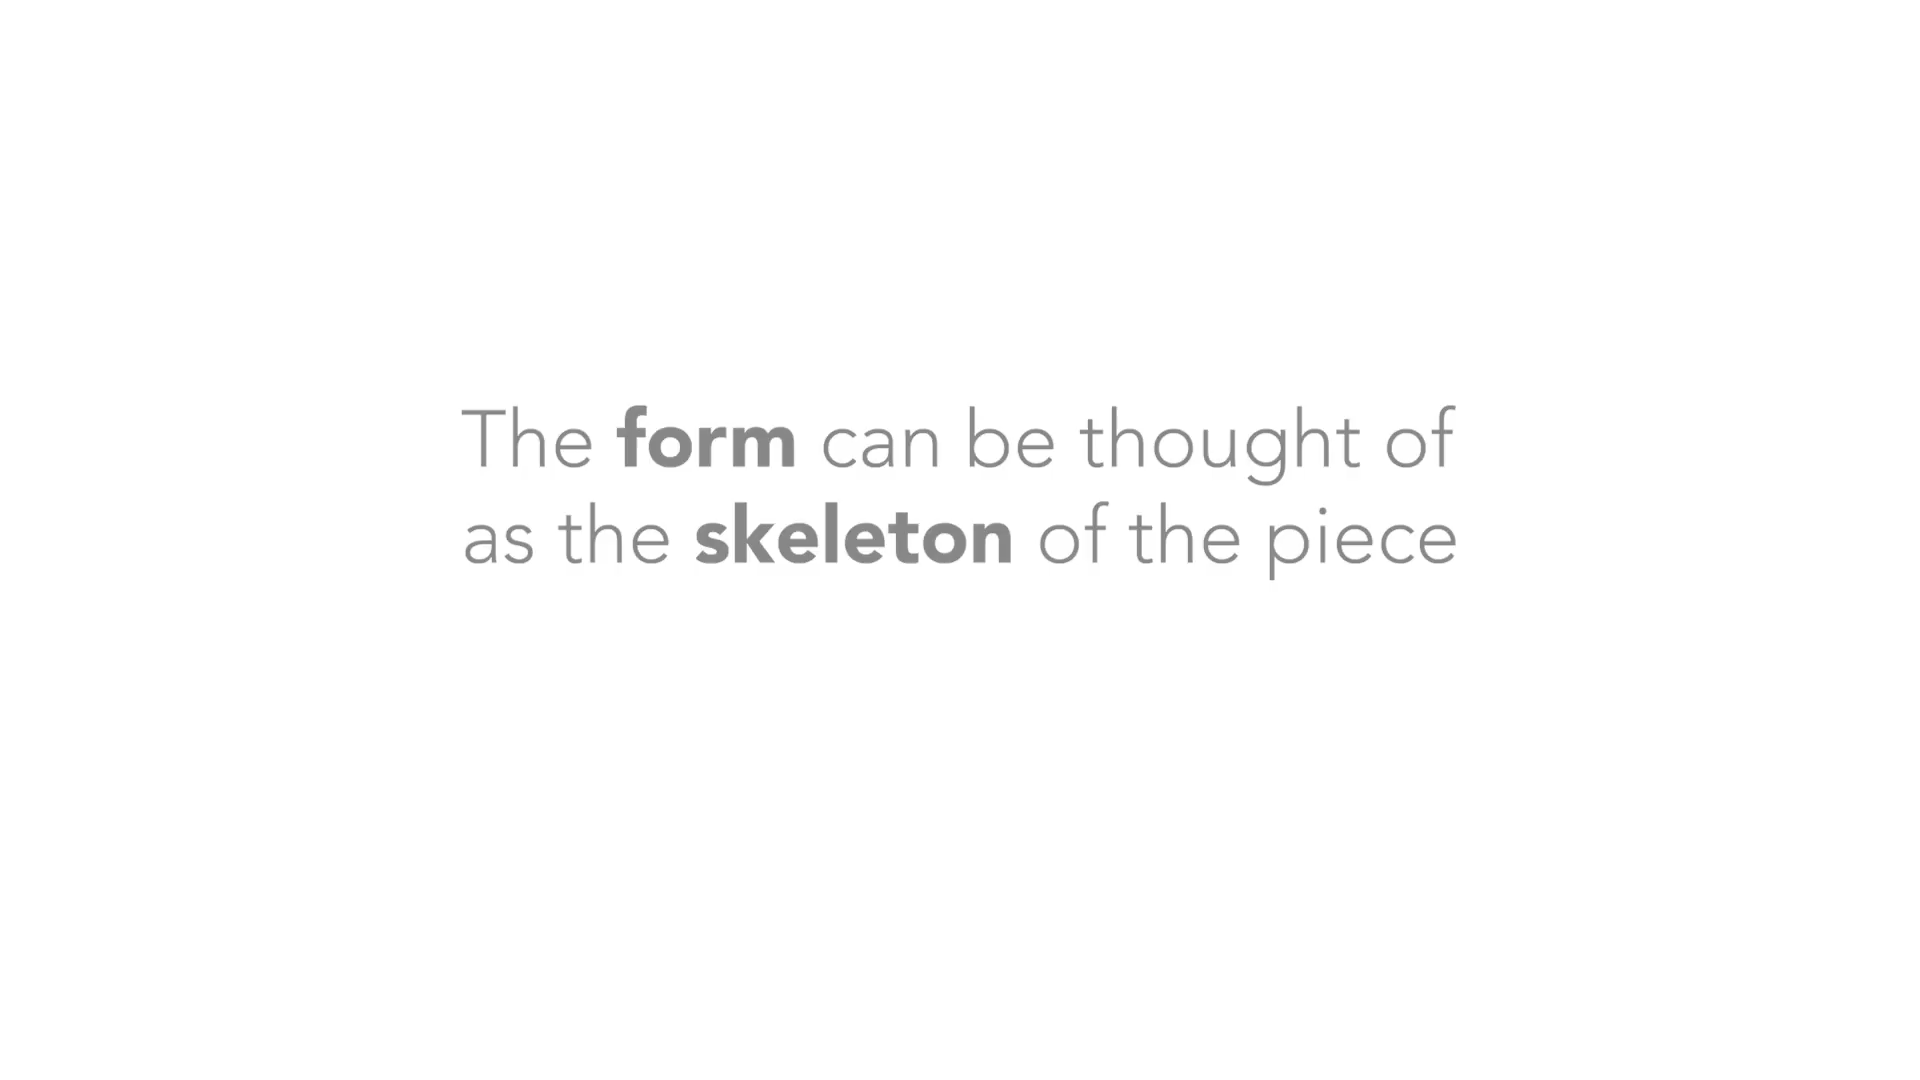 The form can be thought of
as the skeleton of the piece